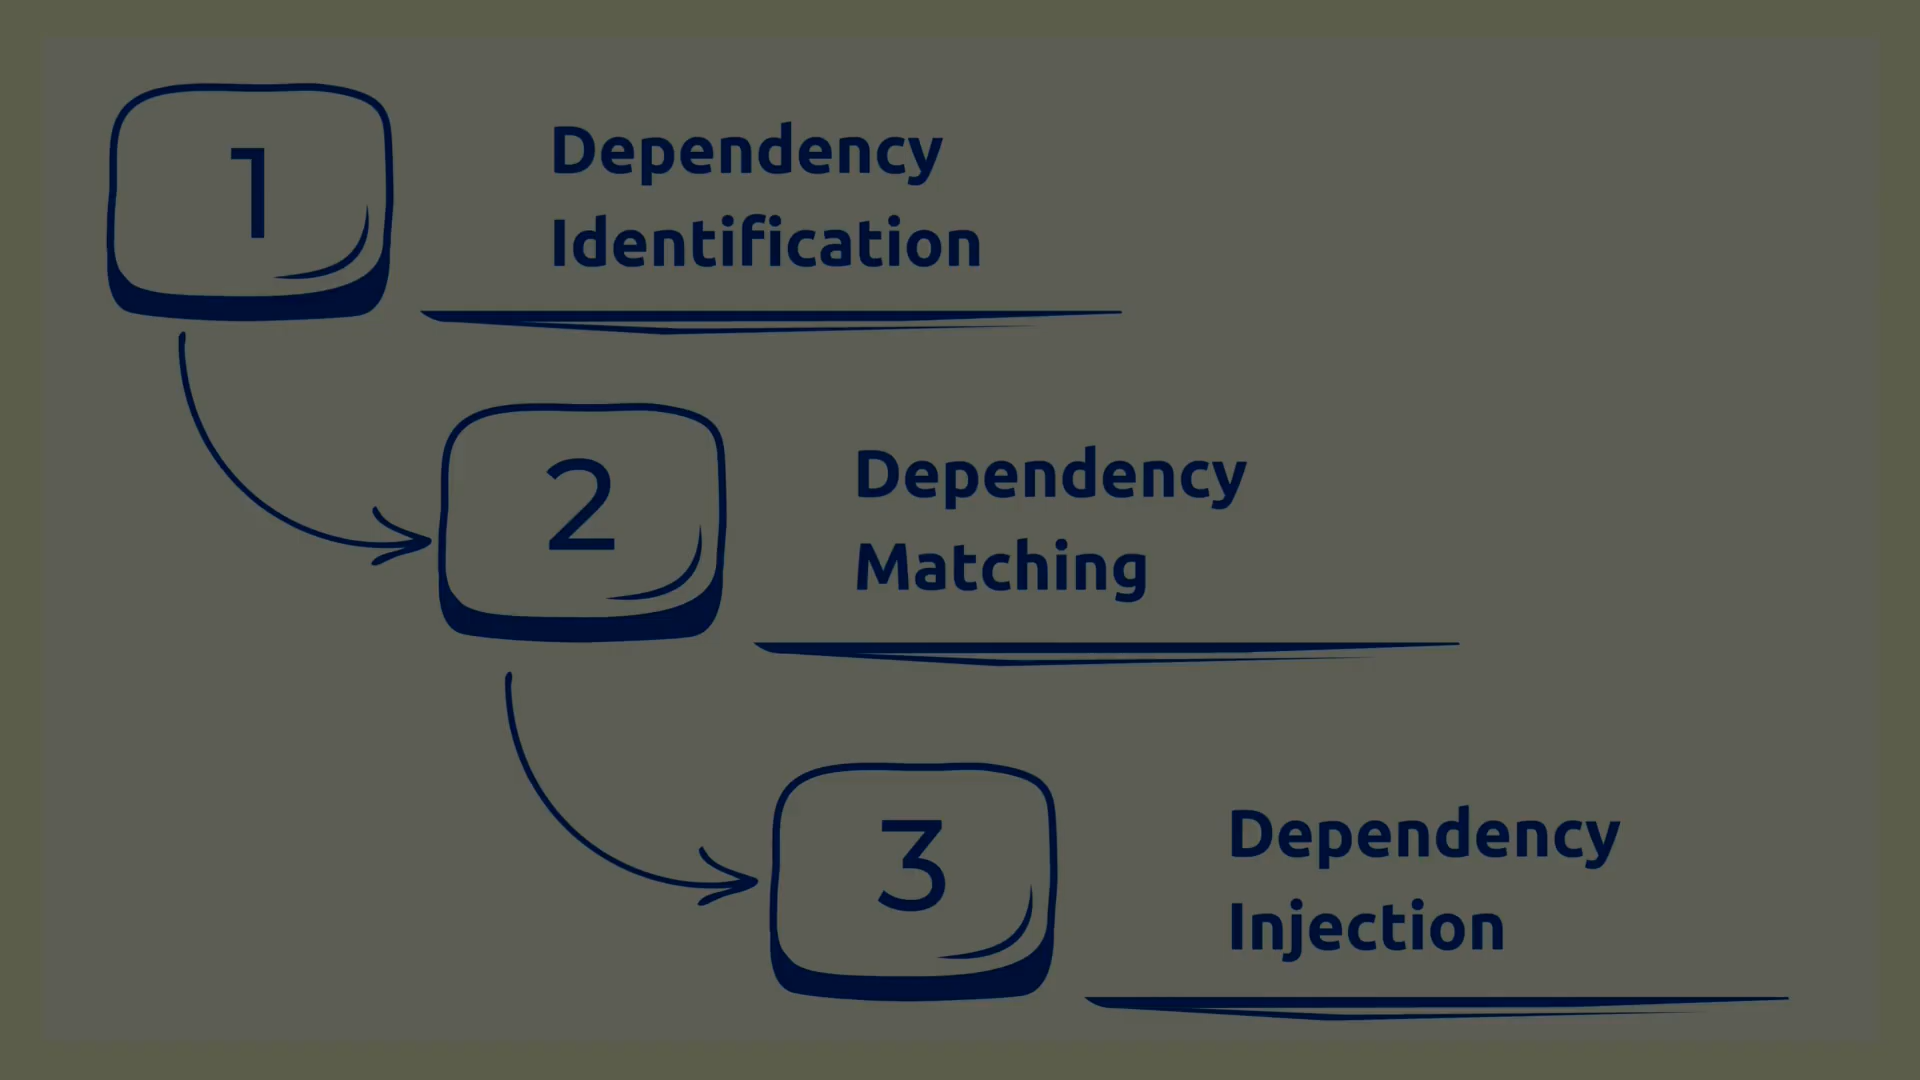 1
Dependency
Identification
2
Dependency
Matching
3
Dependency
Injection